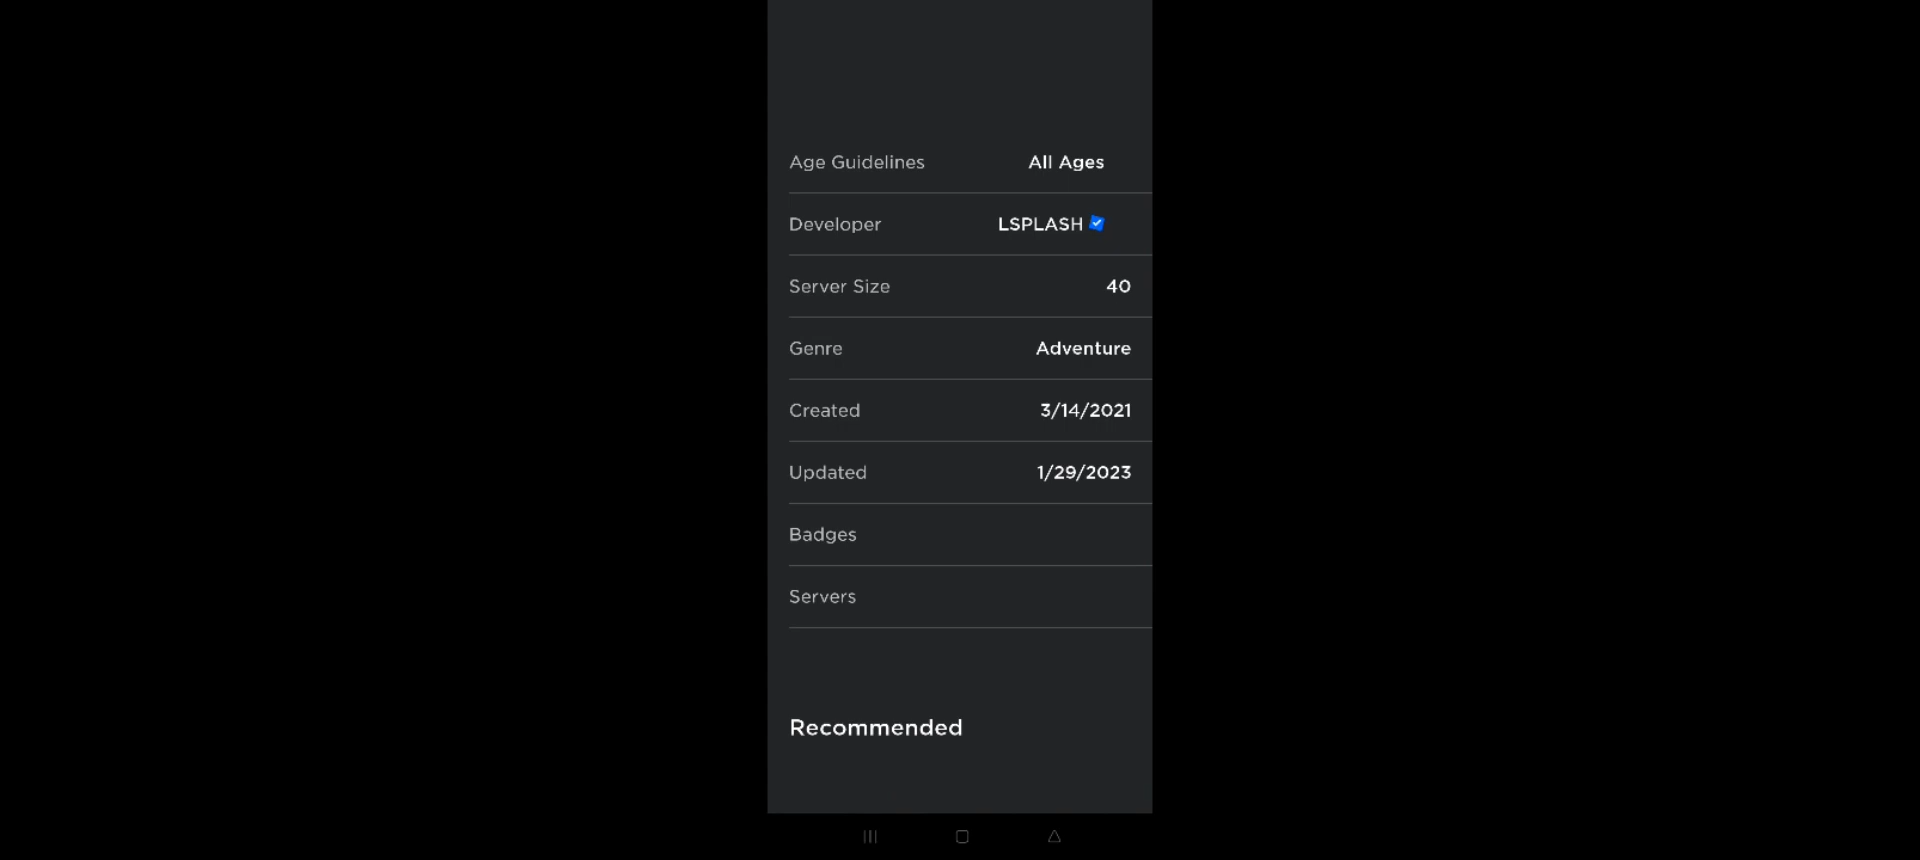 Age Guidelines All Ages
Developer LSPLASH
Server Size 40
Genre Adventure
Created 3/14/2021
Updated 1/29/2023
Badges
Servers
Recommended